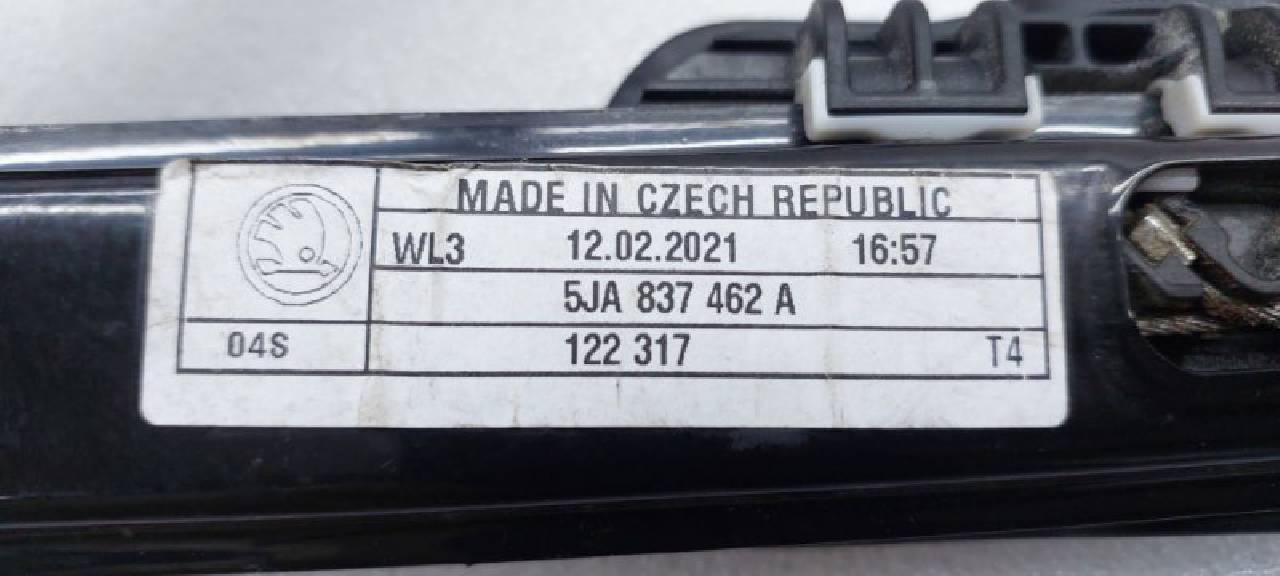 MADE IN CZECH REPUBLIC
WL3 12.02.2021 16:57
5JA 837 462 A
04S 122 317 T4